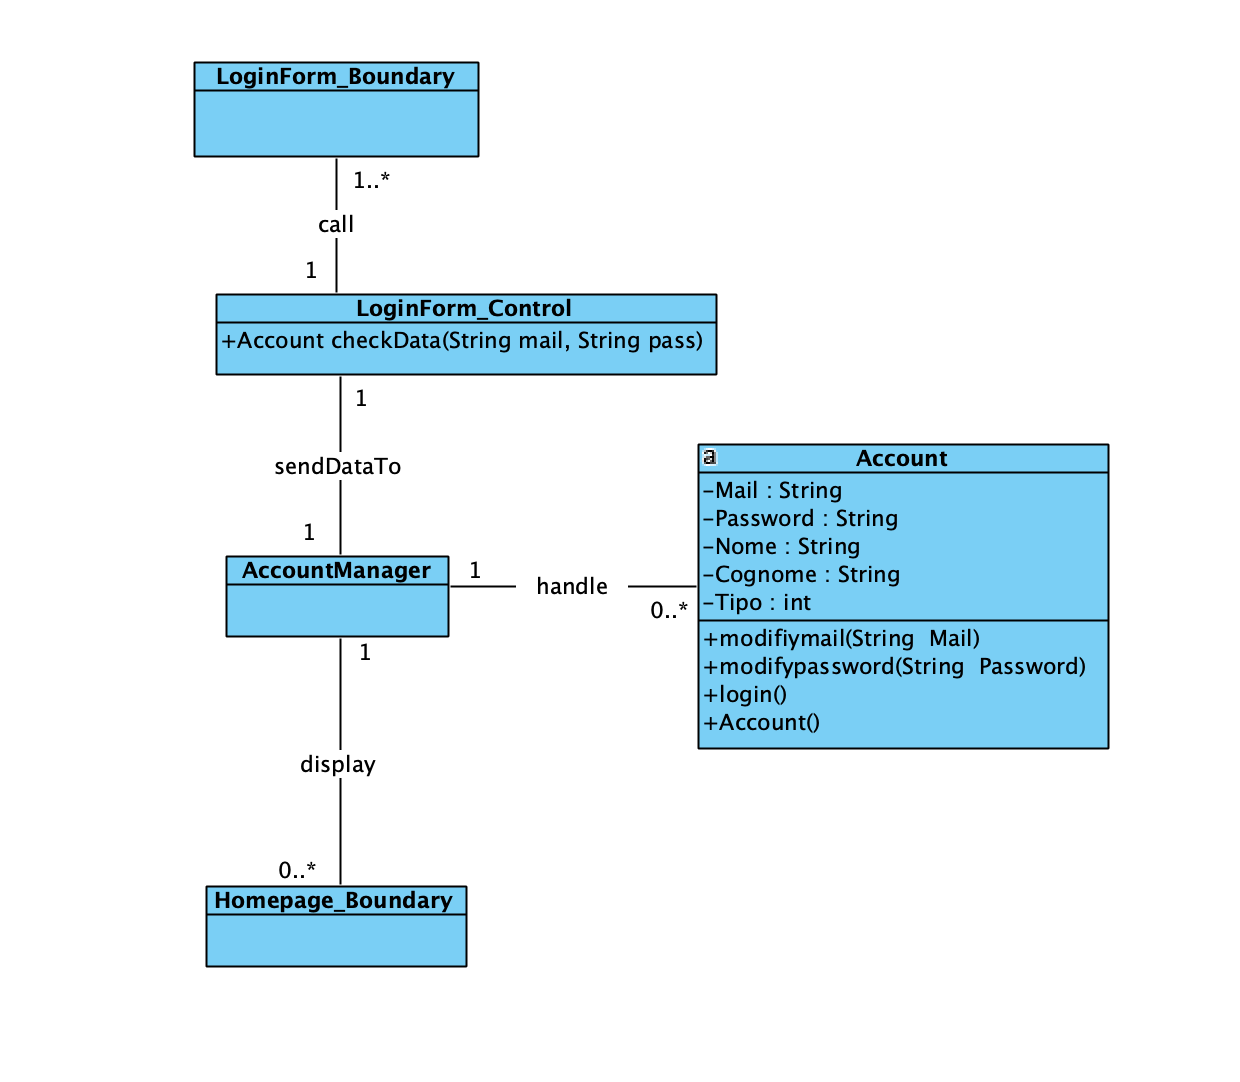 LoginForm_Boundary
1..*
call
1
LoginForm_Control
+Account checkData(String mail, String pass)
1
sendDataTo
1
AccountManager
1
handle
0..*
a
Account
-Mail : String
-Password : String
-Nome : String
-Cognome : String
-Tipo : int
+modifiymail(String  Mail)
+modifypassword(String  Password)
+login()
+Account()
1
display
0..*
Homepage_Boundary